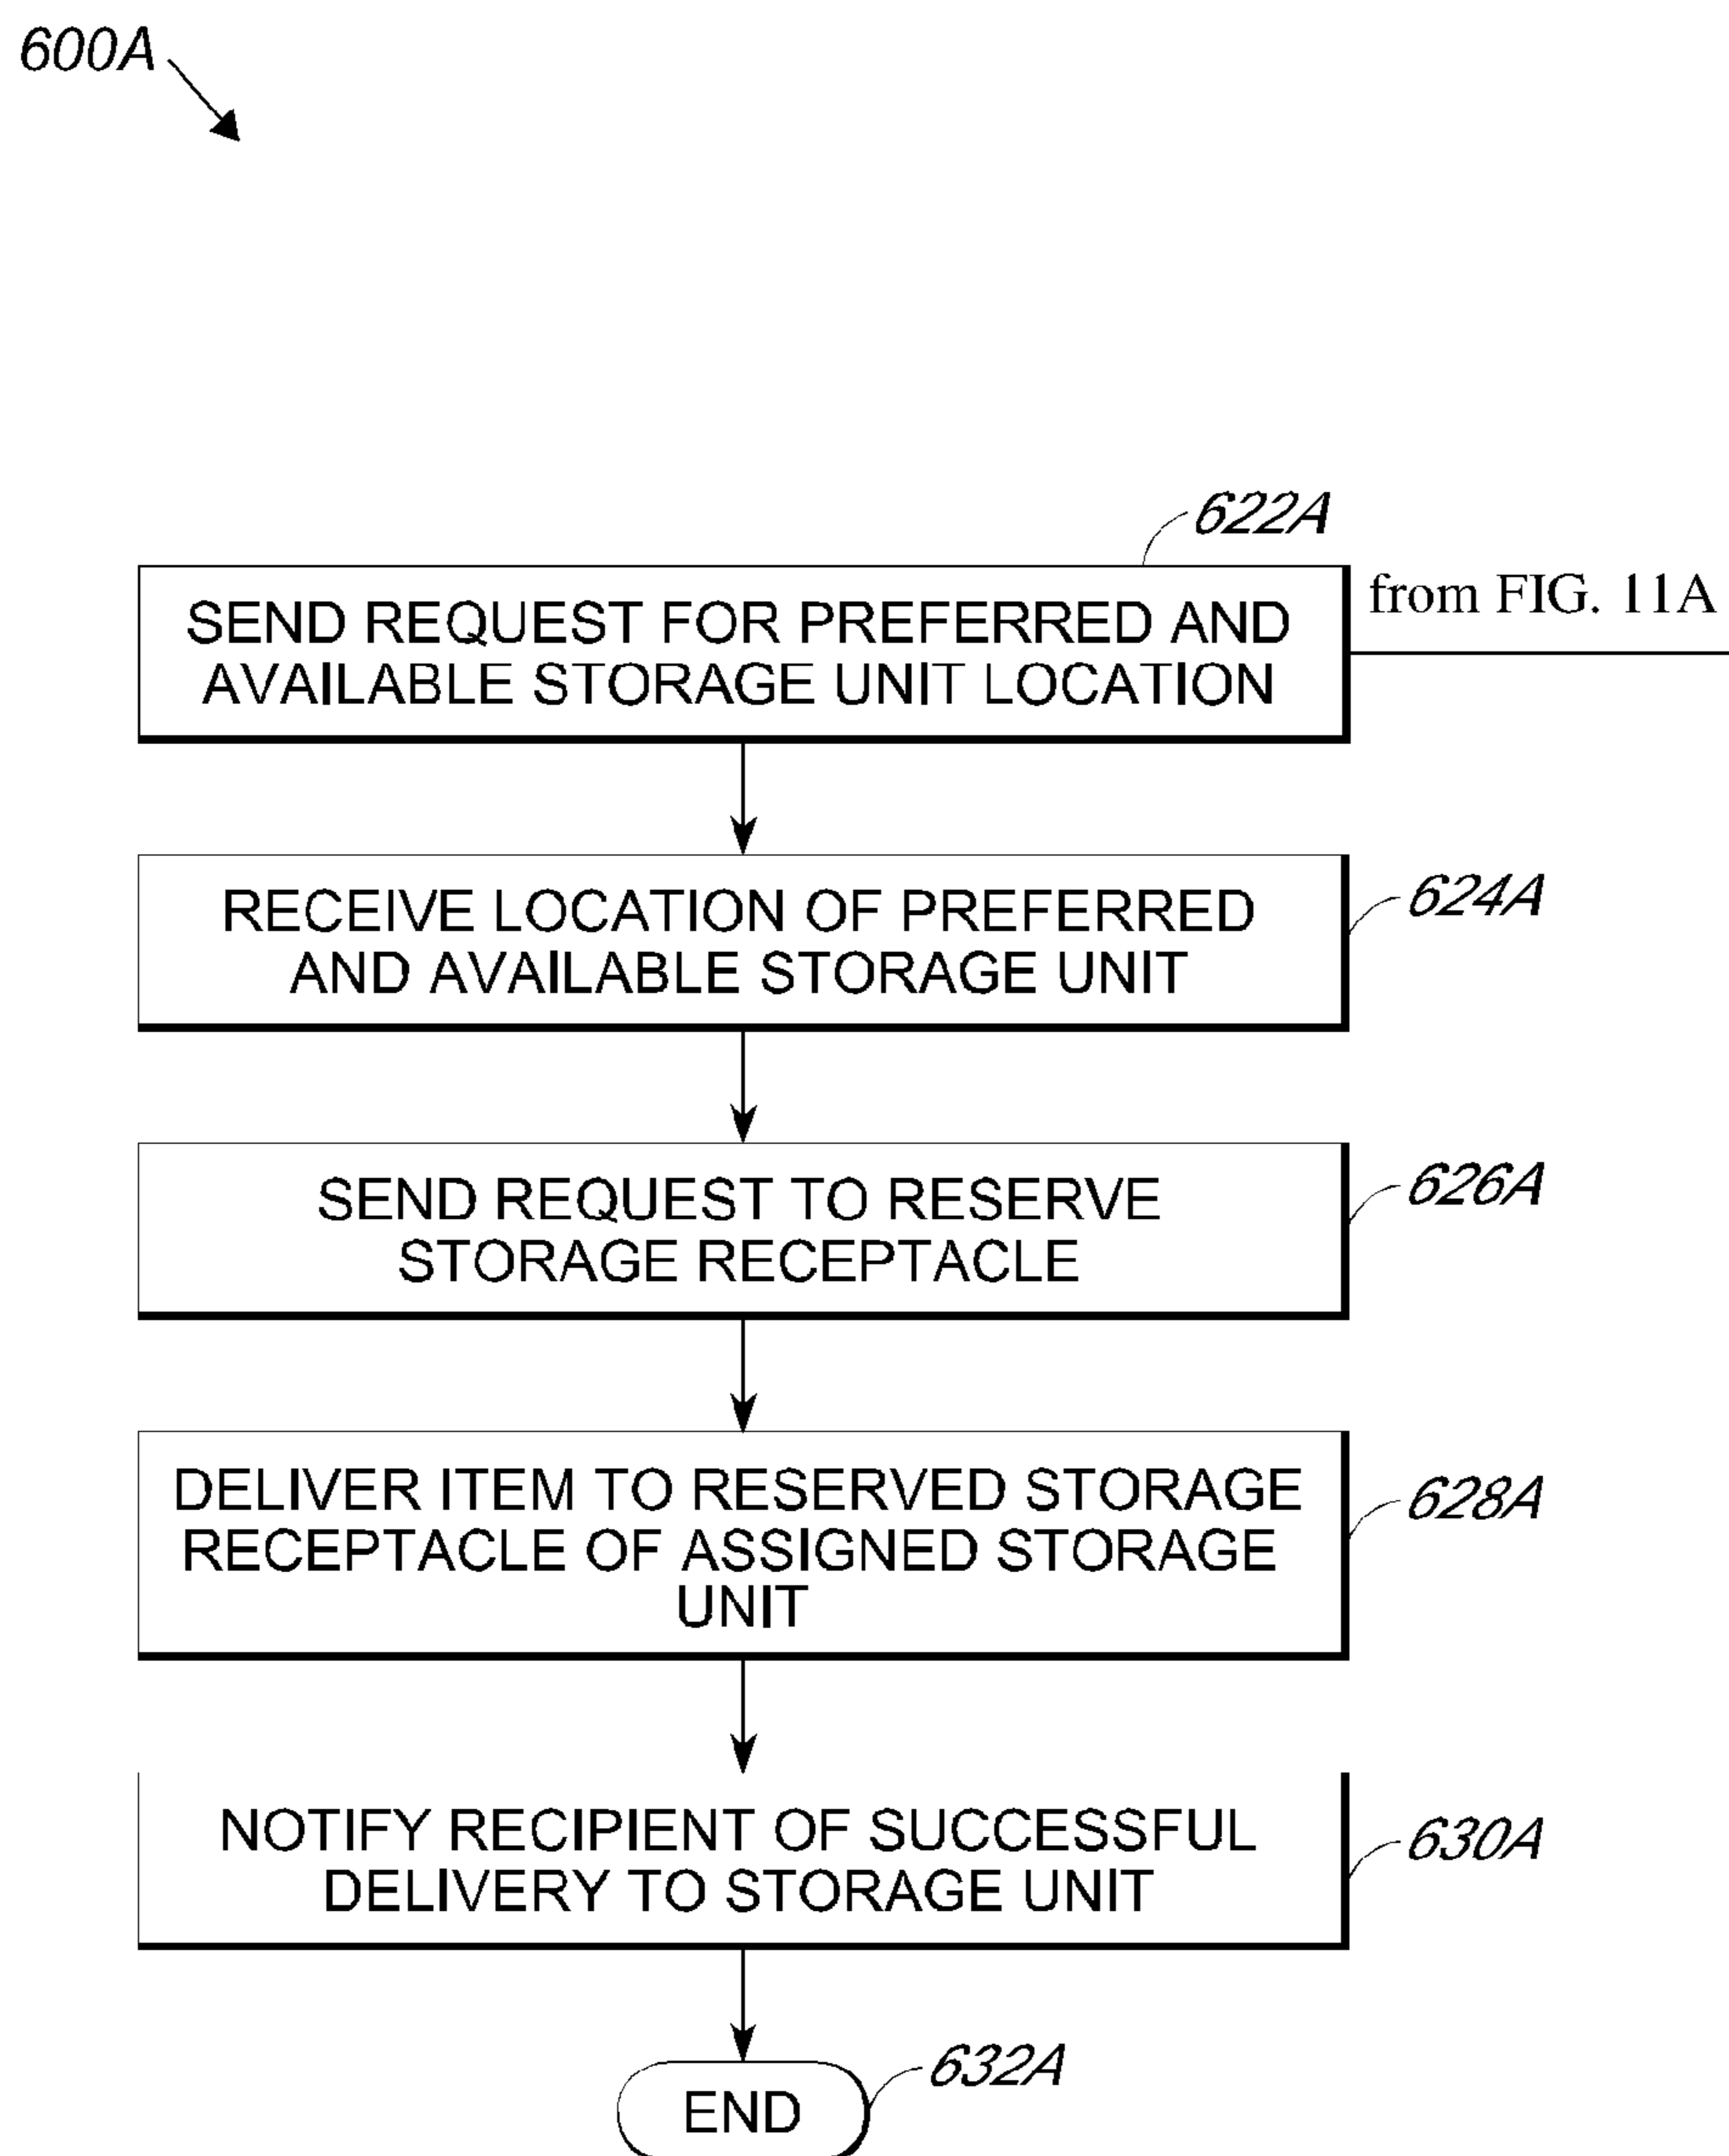 600A
622A
SEND REQUEST FOR PREFERRED AND
AVAILABLE STORAGE UNIT LOCATION
from FIG. 11A
RECEIVE LOCATION OF PREFERRED
AND AVAILABLE STORAGE UNIT
624A
SEND REQUEST TO RESERVE
STORAGE RECEPTACLE
626A
DELIVER ITEM TO RESERVED STORAGE
RECEPTACLE OF ASSIGNED STORAGE
UNIT
628A
NOTIFY RECIPIENT OF SUCCESSFUL
DELIVERY TO STORAGE UNIT
630A
END
632A